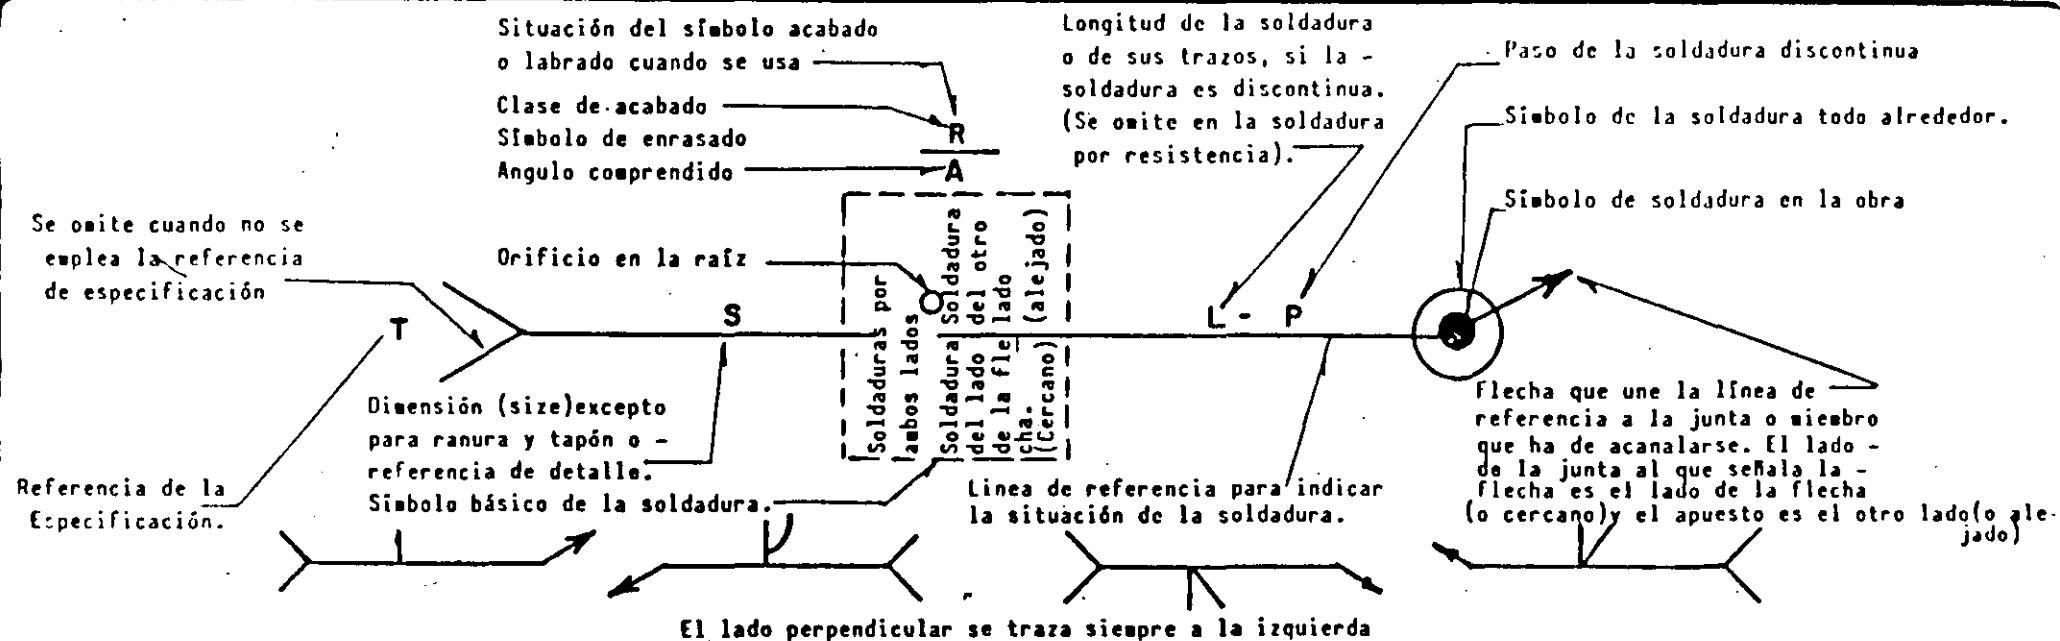 Situación del símbolo acabado
o labrado cuando se usa
Clase de acabado
Símbolo de enrasado
Angulo comprendido
R
A
Longitud de la soldadura
o de sus trazos, si la -
soldadura es discontinua.
(Se omite en la soldadura
por resistencia).
Paso de la soldadura discontinua
Símbolo de la soldadura todo alrededor.
Símbolo de soldadura en la obra
Se omite cuando no se
emplea la referencia
de especificación
Orificio en la raíz
T
S
Soldaduras por
ambos lados
Soldadura del otro
lado (alejado)
Soldadura
del lado
de la fle
cha.
(Cercano)
L - P
Dimensión (size)excepto
para ranura y tapón o -
referencia de detalle.
Símbolo básico de la soldadura.
Referencia de la
Especificación.
Linea de referencia para indicar
la situación de la soldadura.
Flecha que une la línea de
referencia a la junta o miembro
que ha de acanalarse. El lado -
de la junta al que señala la -
flecha es el lado de la flecha
(o cercano)y el apuesto es el otro lado(o ale-
jado)
El lado perpendicular se traza siempre a la izquierda